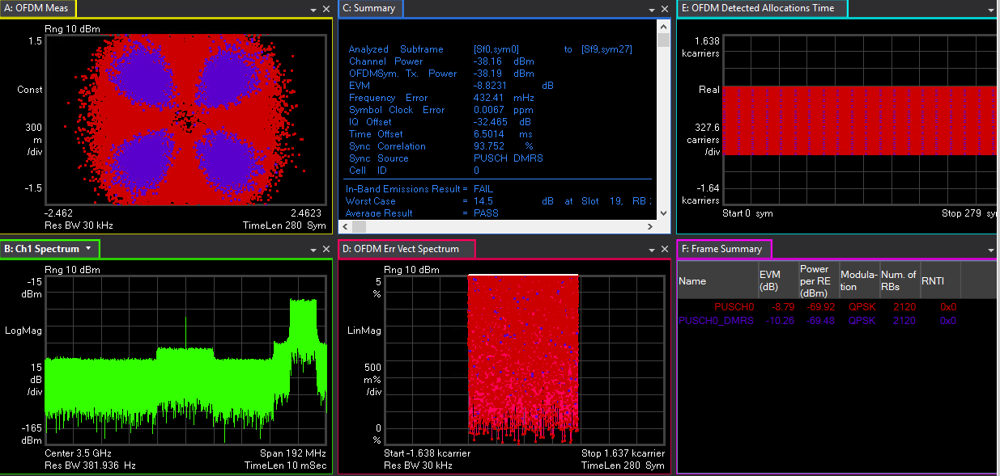 A: OFDM Meas
Rng 10 dBm
1.5
Const
300
m
/div
-1.5
-2.462
2.4623
Res BW 30 kHz
TimeLen 280 Sym
C: Summary
Analyzed Subframe [Sf0,sym0] to [Sf9,sym27]
Channel Power -38.16 dBm
OFDMSym. Tx. Power -38.19 dBm
EVM -8.8231 dB
Frequency Error 432.41 mHz
Symbol Clock Error 0.0067 ppm
IQ Offset -32.465 dB
Time Offset 6.5014 ms
Sync Correlation 93.752 %
Sync Source PUSCH DMRS
Cell ID 0
In-Band Emissions Result = FAIL
Worst Case = 14.5 dB at Slot 19, RB
Average Result = PASS
E: OFDM Detected Allocations Time
1.638
kcarriers
Real
327.6
carriers
/div
-1.64
kcarriers
Start 0 sym
Stop 279 sym
B: Ch1 Spectrum
Rng 10 dBm
-15
dBm
LogMag
15
dB
/div
-165
dBm
Center 3.5 GHz
Span 192 MHz
Res BW 381.936 Hz
TimeLen 10 mSec
D: OFDM Err Vect Spectrum
Rng 10 dBm
5
%
LinMag
500
m%
/div
0
%
Start -1.638 kcarrier
Stop 1.637 kcarrier
Res BW 30 kHz
TimeLen 280 Sym
F: Frame Summary
Name EVM (dB) Power per RE (dBm) Modula-tion Num. of RBs RNTI
PUSCH0 -8.79 -69.92 QPSK 2120 0x0
PUSCH0_DMRS -10.26 -69.48 QPSK 2120 0x0